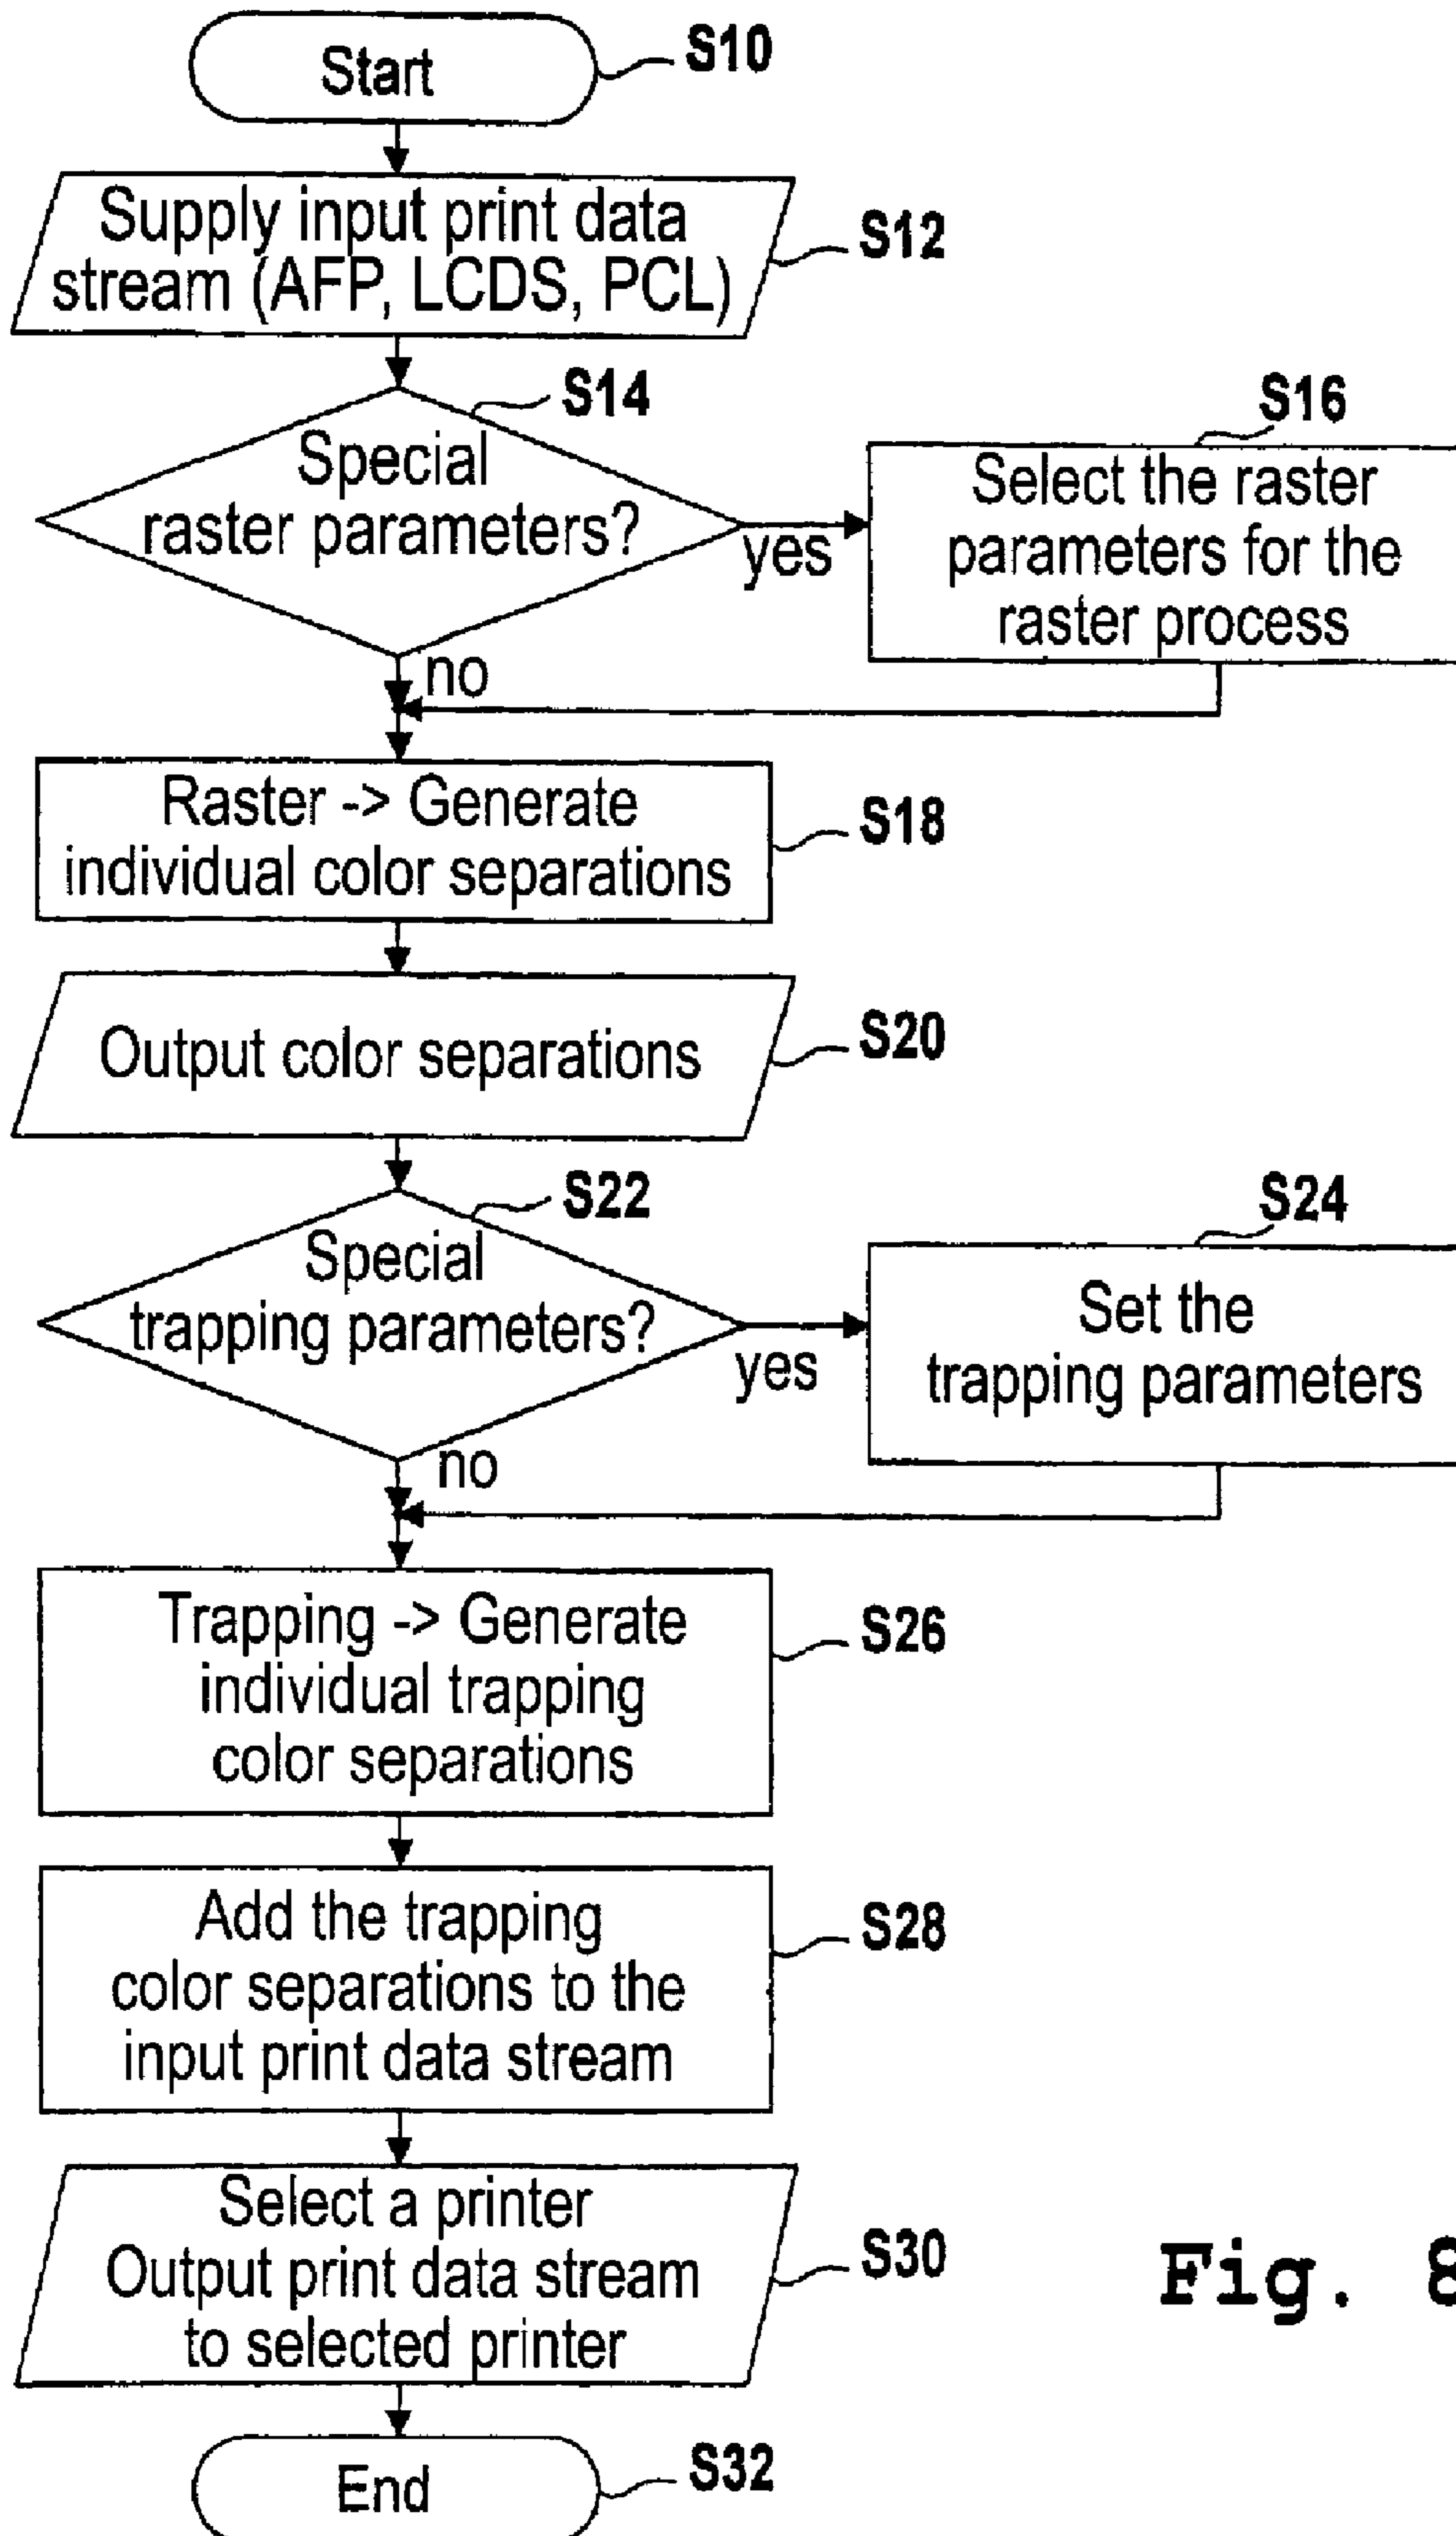 Start
S10
Supply input print data
stream (AFP, LCDS, PCL)
S12
S14
Special
raster parameters?
yes
no
S16
Select the raster
parameters for the
raster process
Raster -> Generate
individual color separations
S18
Output color separations
S20
S22
Special
trapping parameters?
yes
no
S24
Set the
trapping parameters
Trapping -> Generate
individual trapping
color separations
S26
Add the trapping
color separations to the
input print data stream
S28
Select a printer
Output print data stream
to selected printer
S30
Fig. 8
End
S32